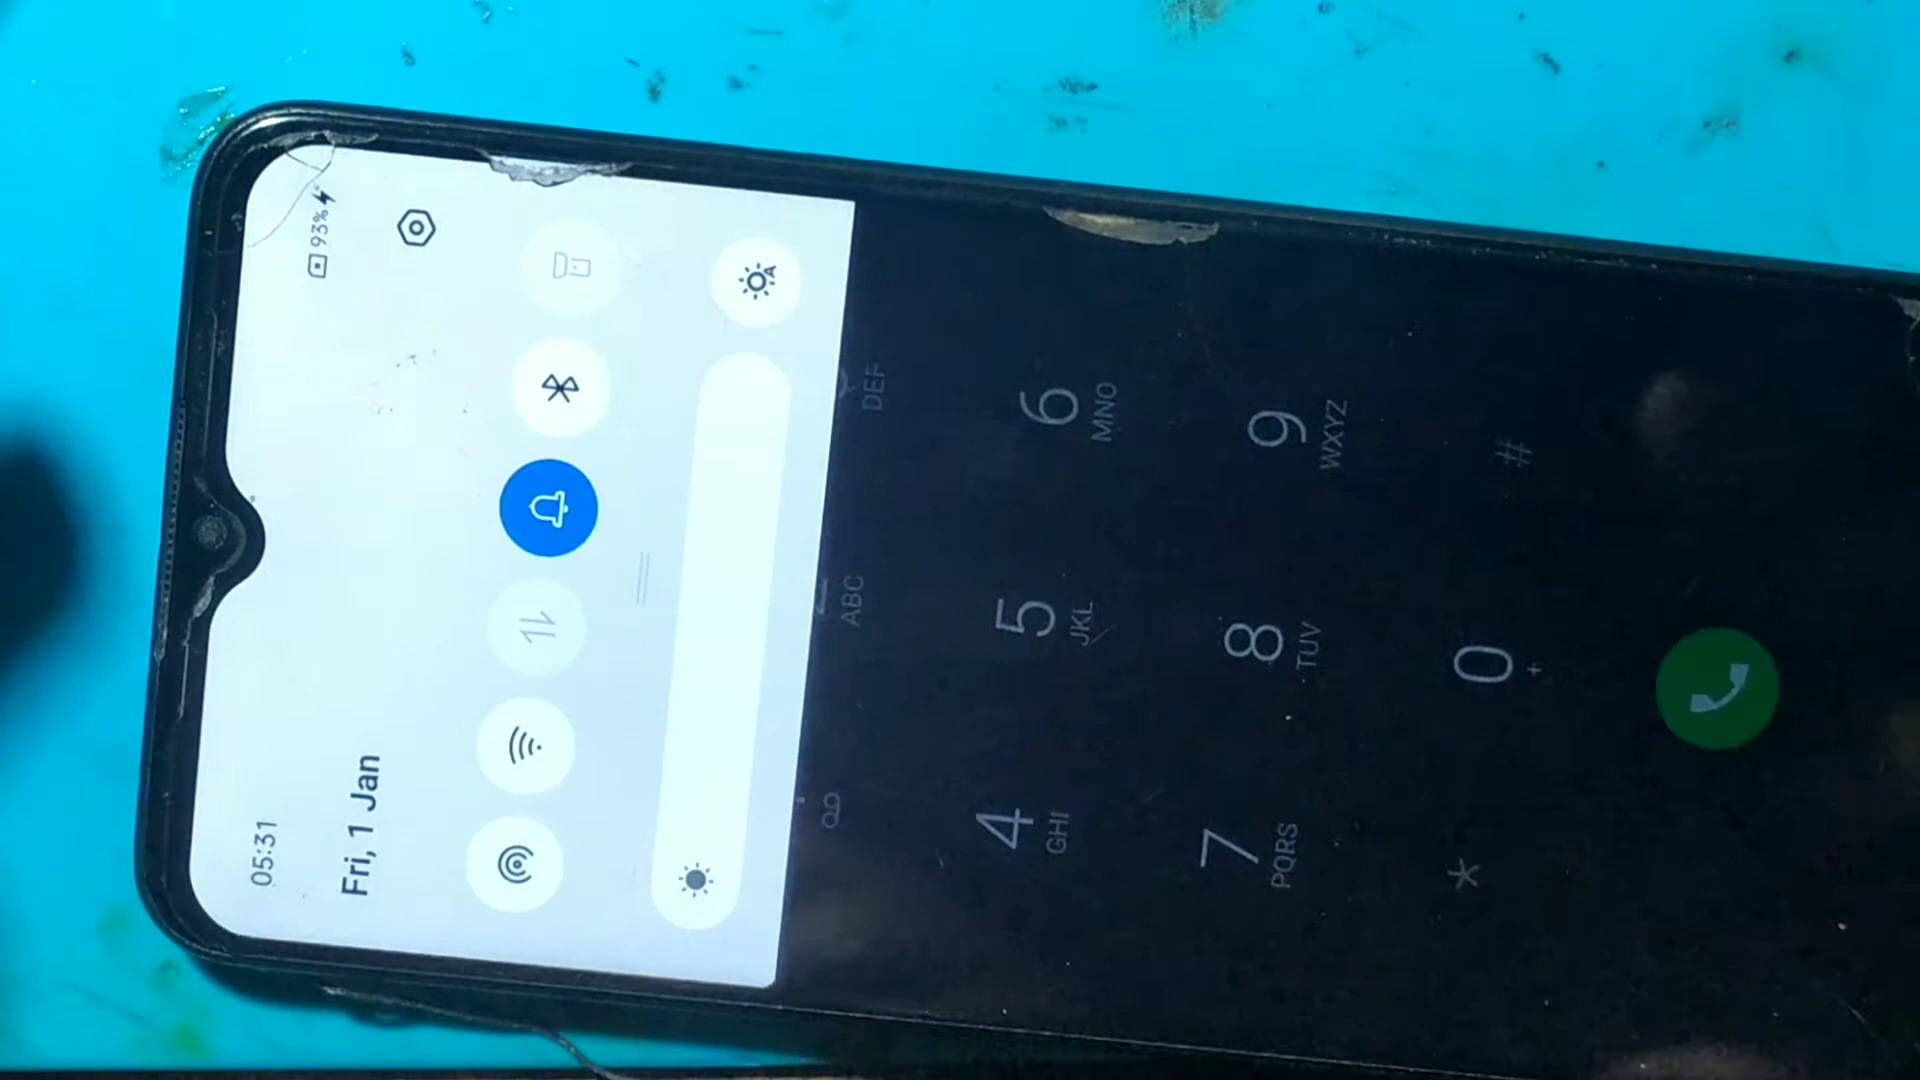 05:31
93%
Fri, 1 Jan
ABC
DEF
4 5 6
GHI JKL MNO
7 8 9
PQRS TUV WXYZ
* 0 #
+